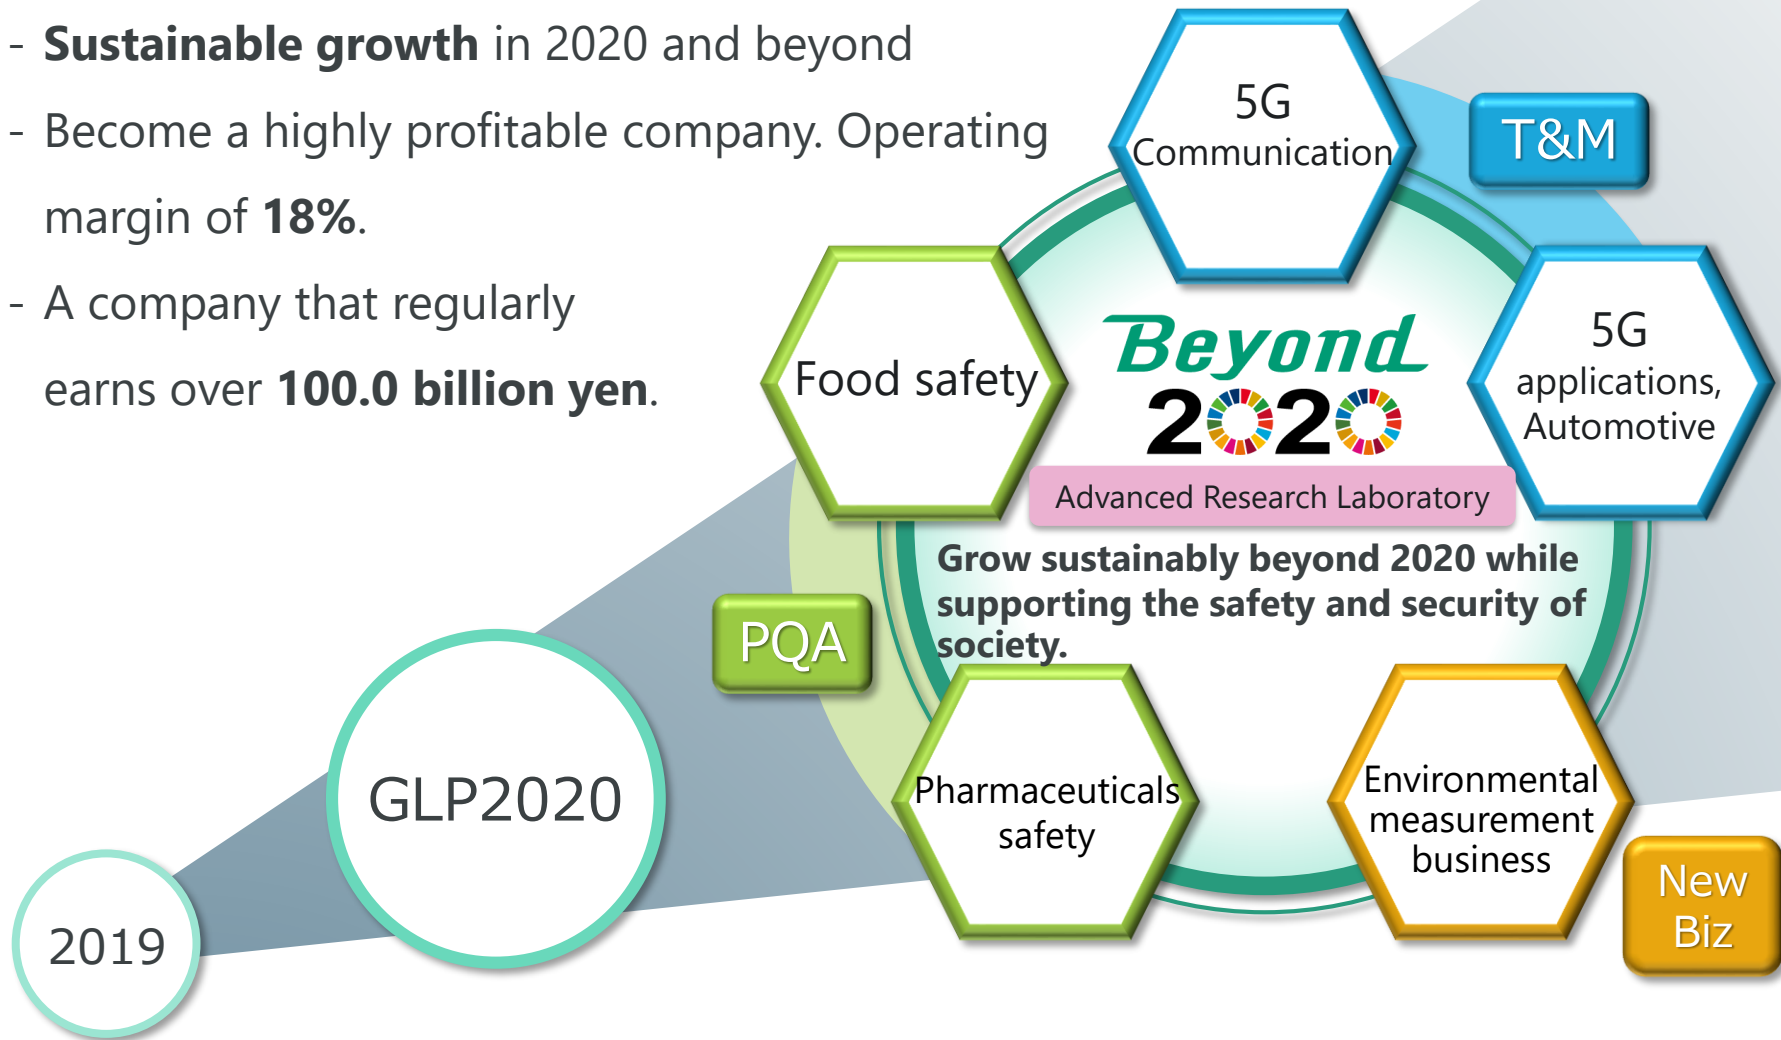 - Sustainable growth in 2020 and beyond
- Become a highly profitable company. Operating
margin of 18%.
- A company that regularly
earns over 100.0 billion yen.
5G
Communication
T&M
Food safety
5G
applications,
Automotive
Beyond
2020
Advanced Research Laboratory
Grow sustainably beyond 2020 while
supporting the safety and security of
society.
PQA
Pharmaceuticals
safety
Environmental
measurement
business
New
Biz
GLP2020
2019